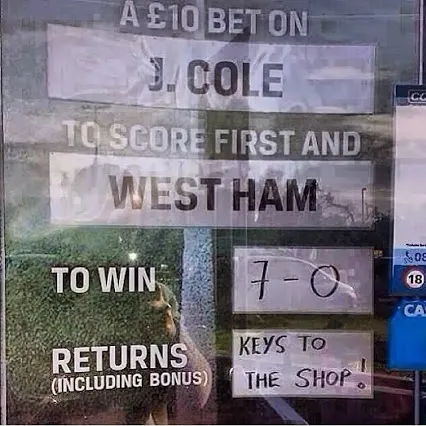 A £10 BET ON
J. COLE
TO SCORE FIRST AND
WEST HAM
TO WIN
7-0
RETURNS
(INCLUDING BONUS)
KEYS TO
THE SHOP!
18